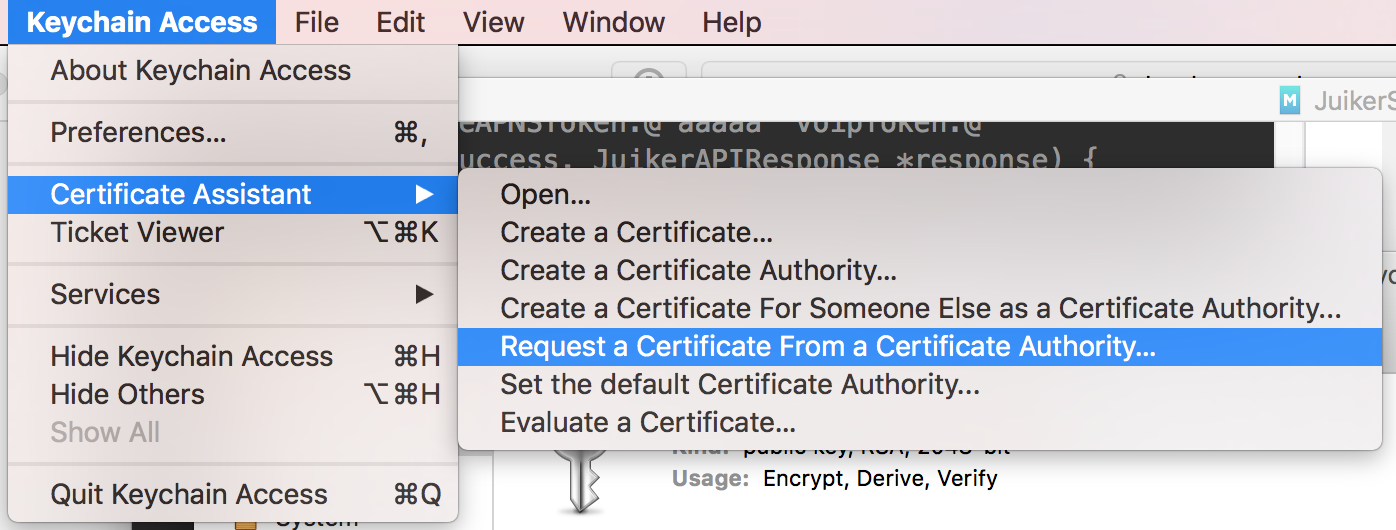 Keychain Access File Edit View Window Help
About Keychain Access
Preferences... ⌘,
Certificate Assistant ▶
Ticket Viewer ⌥⌘K
Services ▶
Hide Keychain Access ⌘H
Hide Others ⌥⌘H
Show All
Quit Keychain Access ⌘Q
M JuikerS
eAPNSToken:@"aaaaa" voipToken:@
uccess, JuikerAPIResponse *response) {
Open...
Create a Certificate...
Create a Certificate Authority...
Create a Certificate For Someone Else as a Certificate Authority...
Request a Certificate From a Certificate Authority...
Set the default Certificate Authority...
Evaluate a Certificate...
Kind: public key, RSA, 2048-bit
Usage: Encrypt, Derive, Verify
System